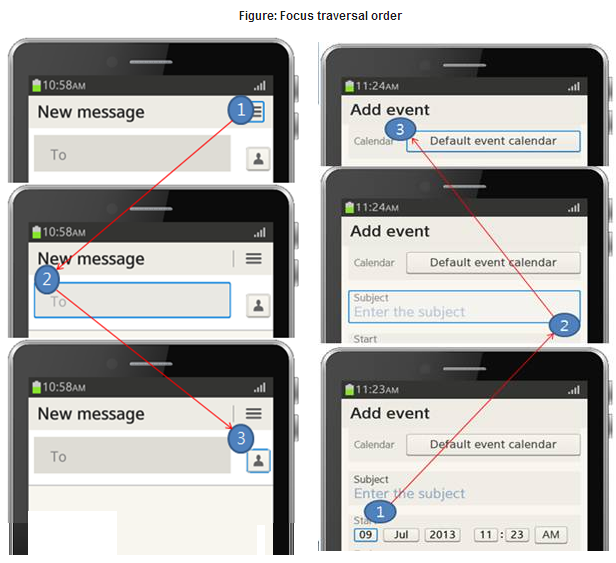 Figure: Focus traversal order
10:58AM
New message
1
To
10:58AM
New message
2
To
10:58AM
New message
3
To
11:24AM
Add event
3
Calendar
Default event calendar
11:24AM
Add event
Calendar
Default event calendar
Subject
Enter the subject
2
Start
11:23AM
Add event
Calendar
Default event calendar
Subject
Enter the subject
1
Start
09 Jul 2013 11 : 23 AM